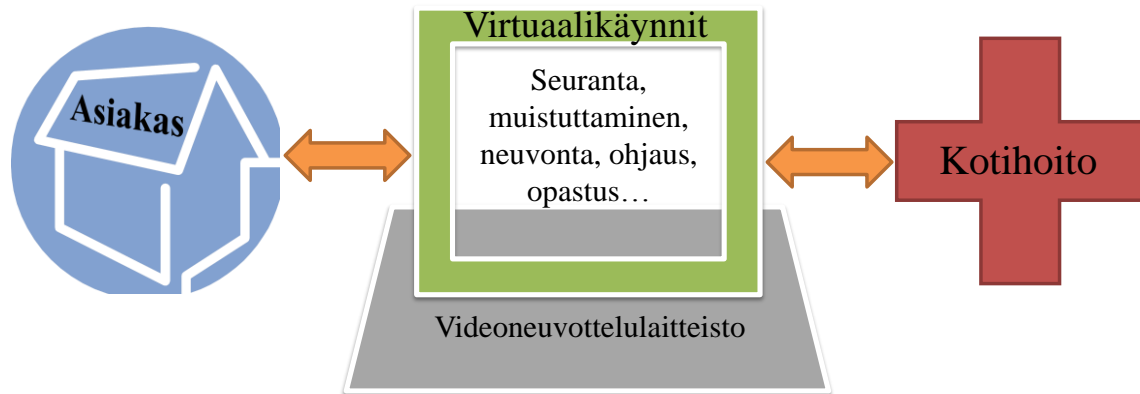 Asiakas
Virtuaalikäynnit
Seuranta,
muistuttaminen,
neuvonta, ohjaus,
opastus…
Videoneuvottelulaitteisto
Kotihoito